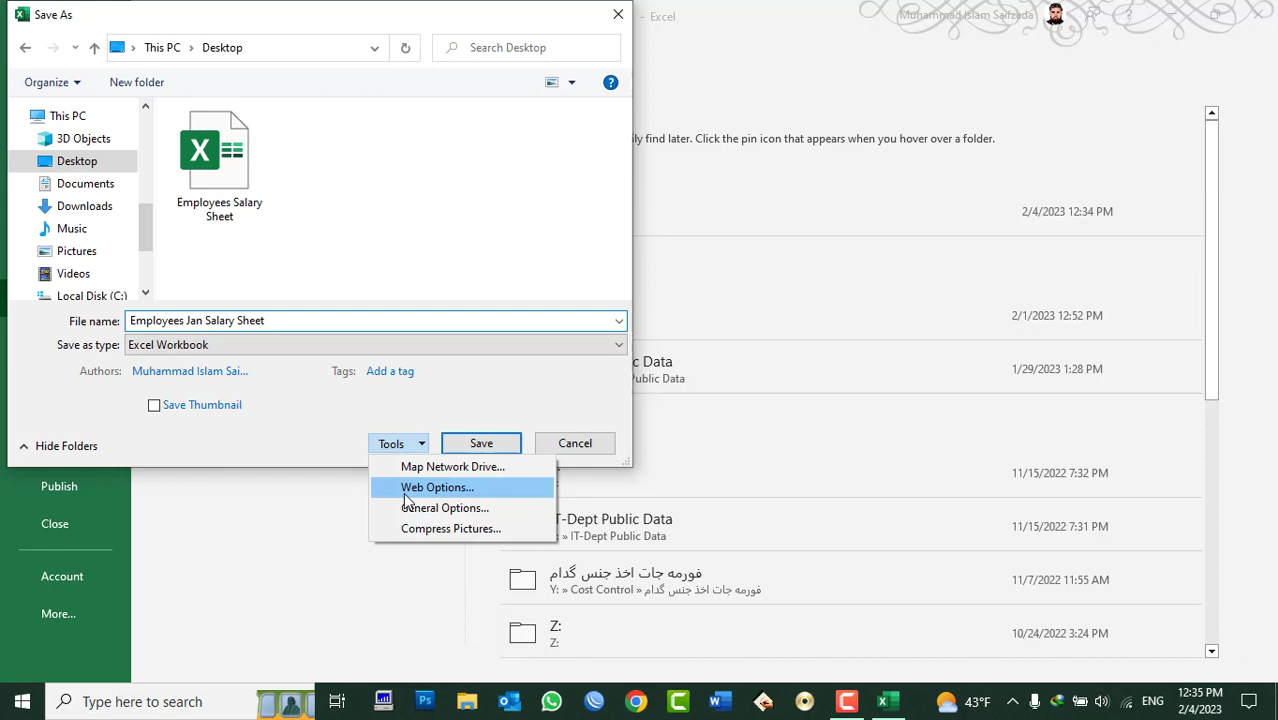 Save As
- Excel
Muhammad Islam Saifzada
This PC
Desktop
Search Desktop
Organize
New folder
This PC
3D Objects
Desktop
Documents
Downloads
Music
Pictures
Videos
Local Disk (C:)
Employees Salary
Sheet
ily find later. Click the pin icon that appears when you hover over a folder.
2/4/2023 12:34 PM
2/1/2023 12:52 PM
c Data
Public Data
1/29/2023 1:28 PM
File name:
Employees Jan Salary Sheet
Save as type:
Excel Workbook
Authors:
Muhammad Islam Sai...
Tags:
Add a tag
Save Thumbnail
Hide Folders
Tools
Save
Cancel
Map Network Drive...
Web Options...
General Options...
Compress Pictures...
11/15/2022 7:32 PM
T-Dept Public Data
: » IT-Dept Public Data
11/15/2022 7:31 PM
فورمه جات اخذ جنس گدام
Y: » Cost Control » فورمه جات اخذ جنس گدام
11/7/2022 11:55 AM
Z:
Z:
10/24/2022 3:24 PM
Publish
Close
Account
More...
Type here to search
43°F
ENG
12:35 PM
2/4/2023